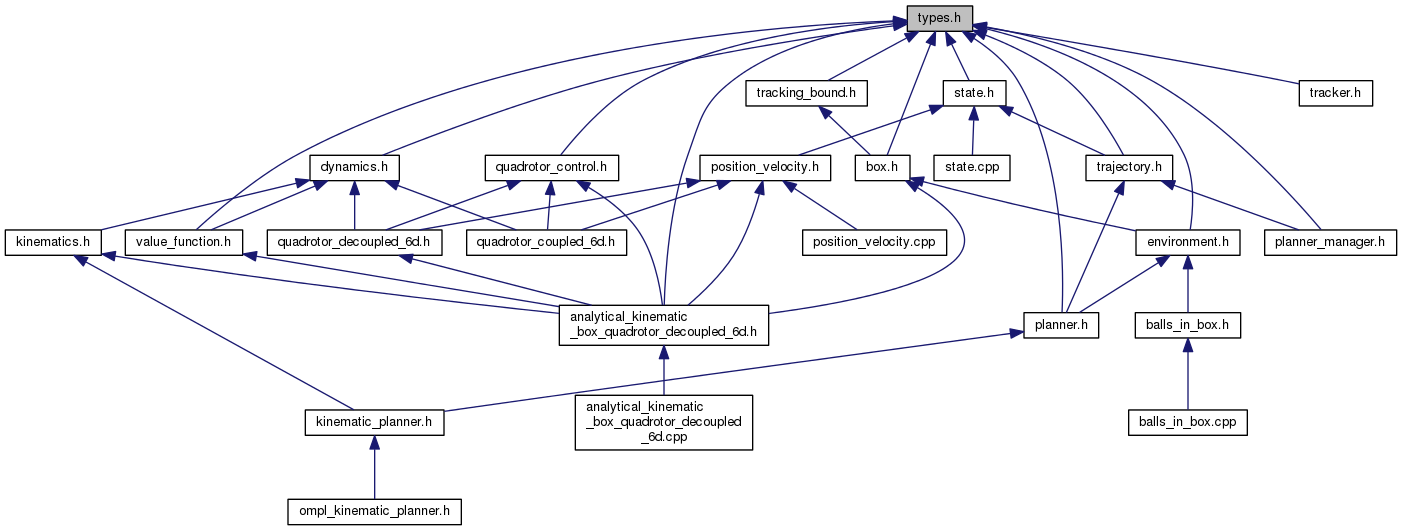 types.h
tracking_bound.h
state.h
tracker.h
dynamics.h
quadrotor_control.h
position_velocity.h
box.h
state.cpp
trajectory.h
kinematics.h
value_function.h
quadrotor_decoupled_6d.h
quadrotor_coupled_6d.h
position_velocity.cpp
environment.h
planner_manager.h
analytical_kinematic
_box_quadrotor_decoupled_6d.h
planner.h
balls_in_box.h
kinematic_planner.h
analytical_kinematic
_box_quadrotor_decoupled
_6d.cpp
balls_in_box.cpp
ompl_kinematic_planner.h